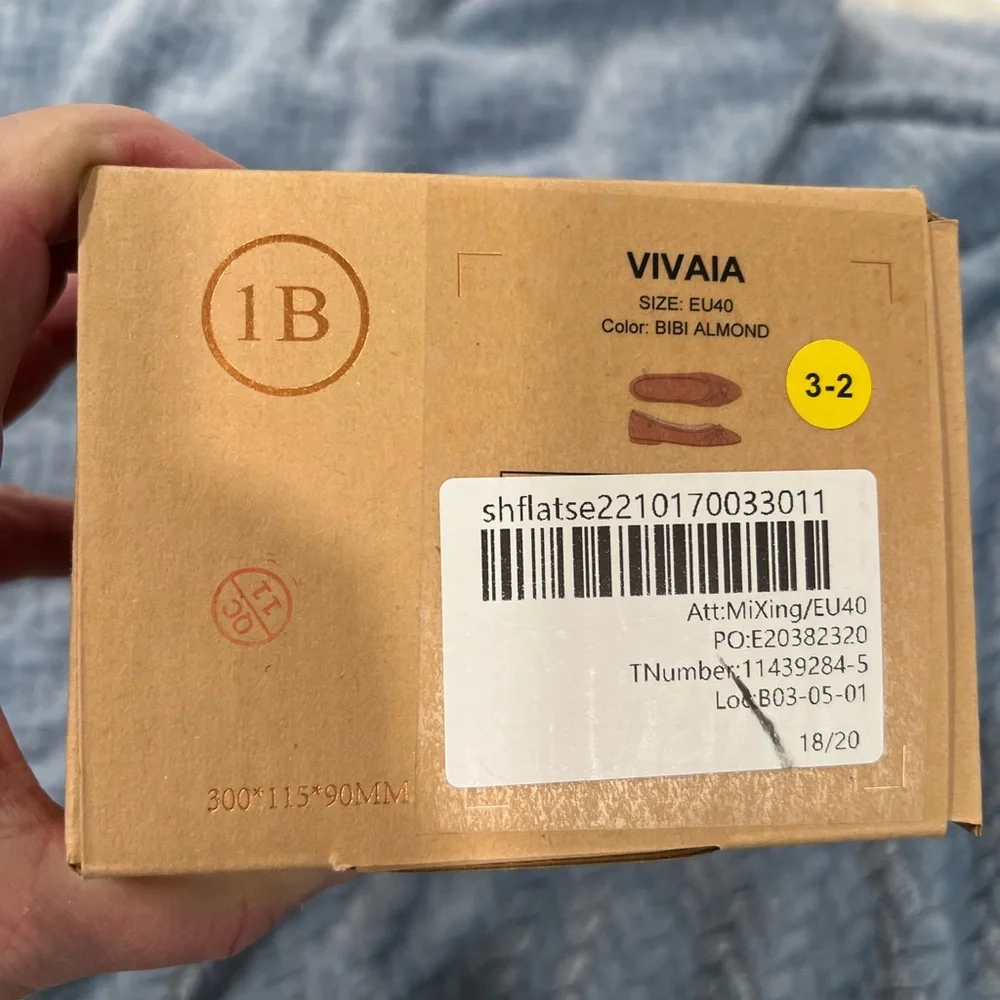 1B
VIVAIA
SIZE: EU40
Color: BIBI ALMOND
3-2
shflatse2210170033011
Att:MiXing/EU40
PO:E20382320
TNumber:11439284-5
Loc:B03-05-01
18/20
QC
11
300*115*90MM